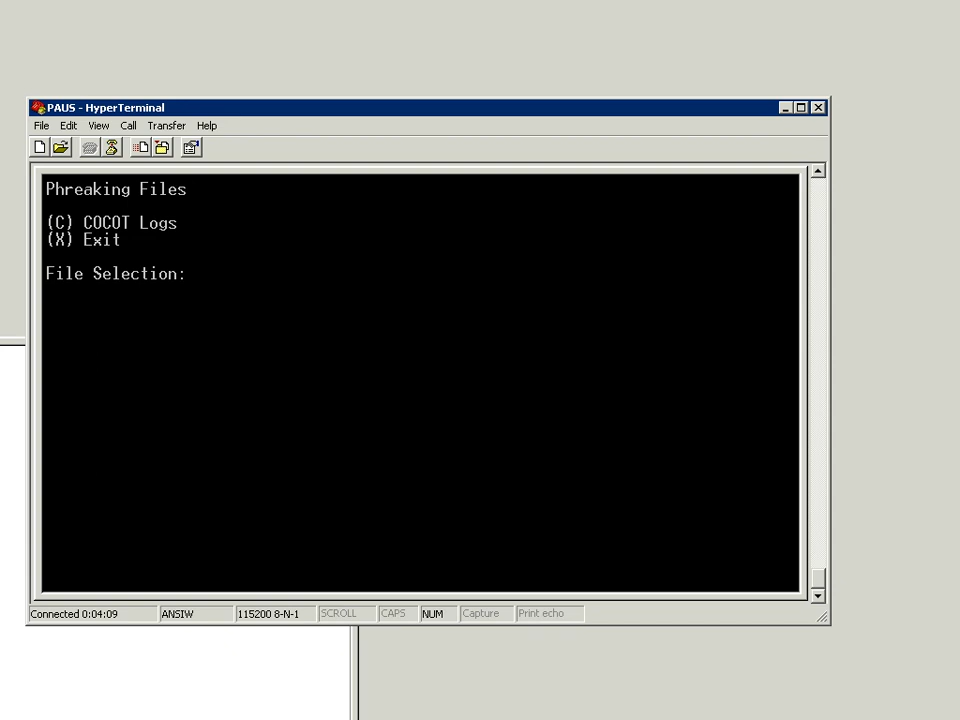 PAUS - HyperTerminal
File Edit View Call Transfer Help
Phreaking Files
(C) COCOT Logs
(X) Exit
File Selection:
Connected 0:04:09 ANSIW 115200 8-N-1 SCROLL CAPS NUM Capture Print echo